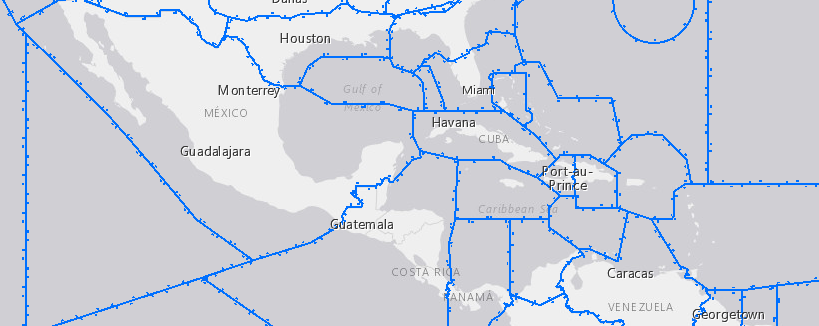 Dallas
Houston
Monterrey
Gulf of
Mexico
Miami
MÉXICO
Havana
CUBA
Guadalajara
Port-au-
Prince
Caribbean Sea
Guatemala
COSTA RICA
Caracas
PANAMÁ
VENEZUELA
Georgetown